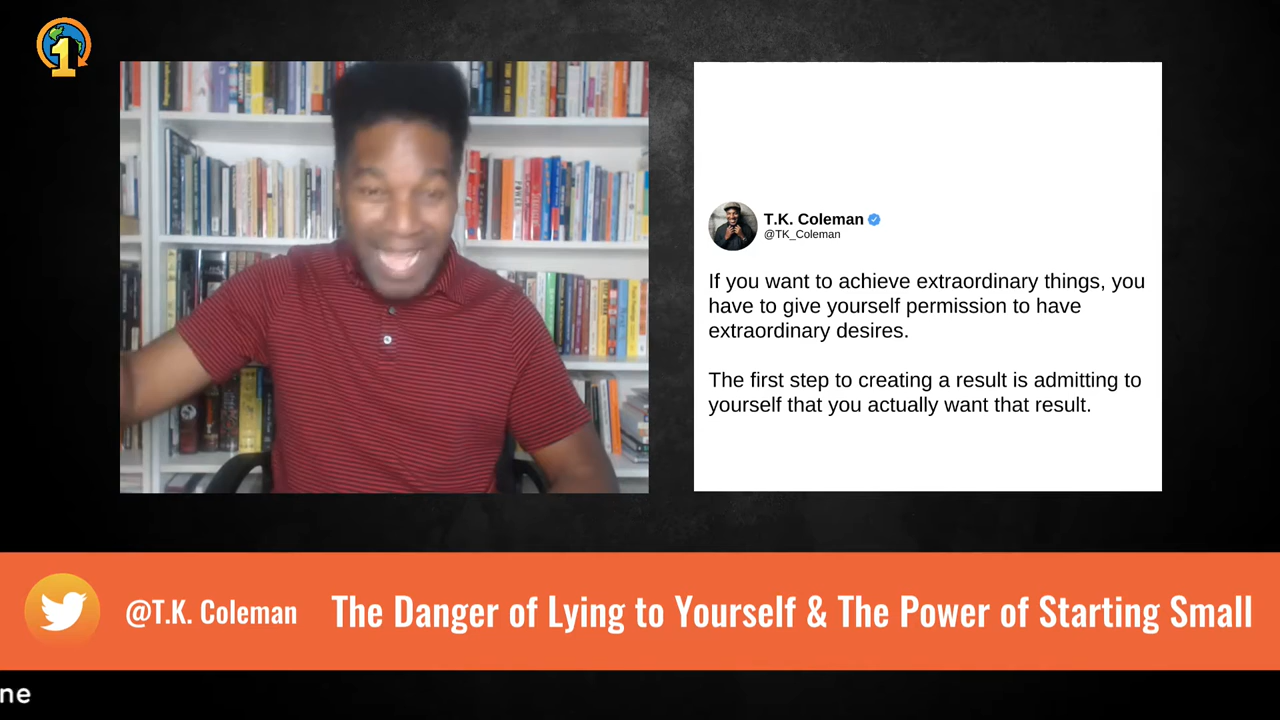 1
T.K. Coleman
@TK_Coleman
If you want to achieve extraordinary things, you
have to give yourself permission to have
extraordinary desires.
The first step to creating a result is admitting to
yourself that you actually want that result.
@T.K. Coleman
The Danger of Lying to Yourself & The Power of Starting Small
ne